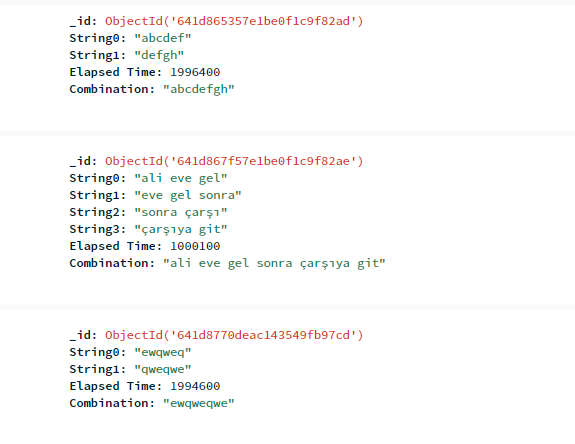 _id: ObjectId('641d865357e1be0f1c9f82ad')
String0: "abcdef"
String1: "defgh"
Elapsed Time: 1996400
Combination: "abcdefgh"
_id: ObjectId('641d867f57e1be0f1c9f82ae')
String0: "ali eve gel"
String1: "eve gel sonra"
String2: "sonra çarşı"
String3: "çarşıya git"
Elapsed Time: 1000100
Combination: "ali eve gel sonra çarşıya git"
_id: ObjectId('641d8770deac143549fb97cd')
String0: "ewqweq"
String1: "qweqwe"
Elapsed Time: 1994600
Combination: "ewqweqwe"